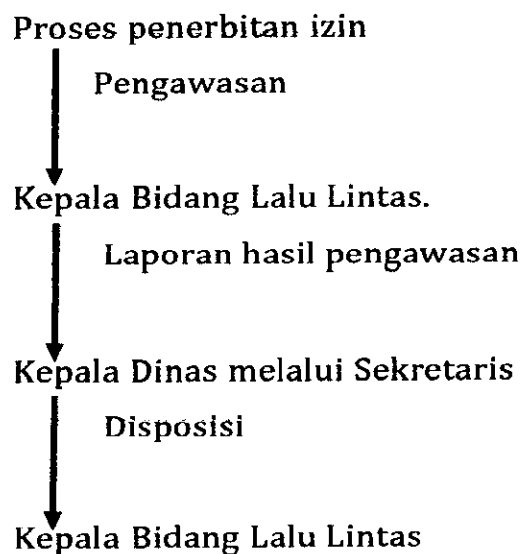 Proses penerbitan izin
Pengawasan
Kepala Bidang Lalu Lintas.
Laporan hasil pengawasan
Kepala Dinas melalui Sekretaris
Disposisi
Kepala Bidang Lalu Lintas